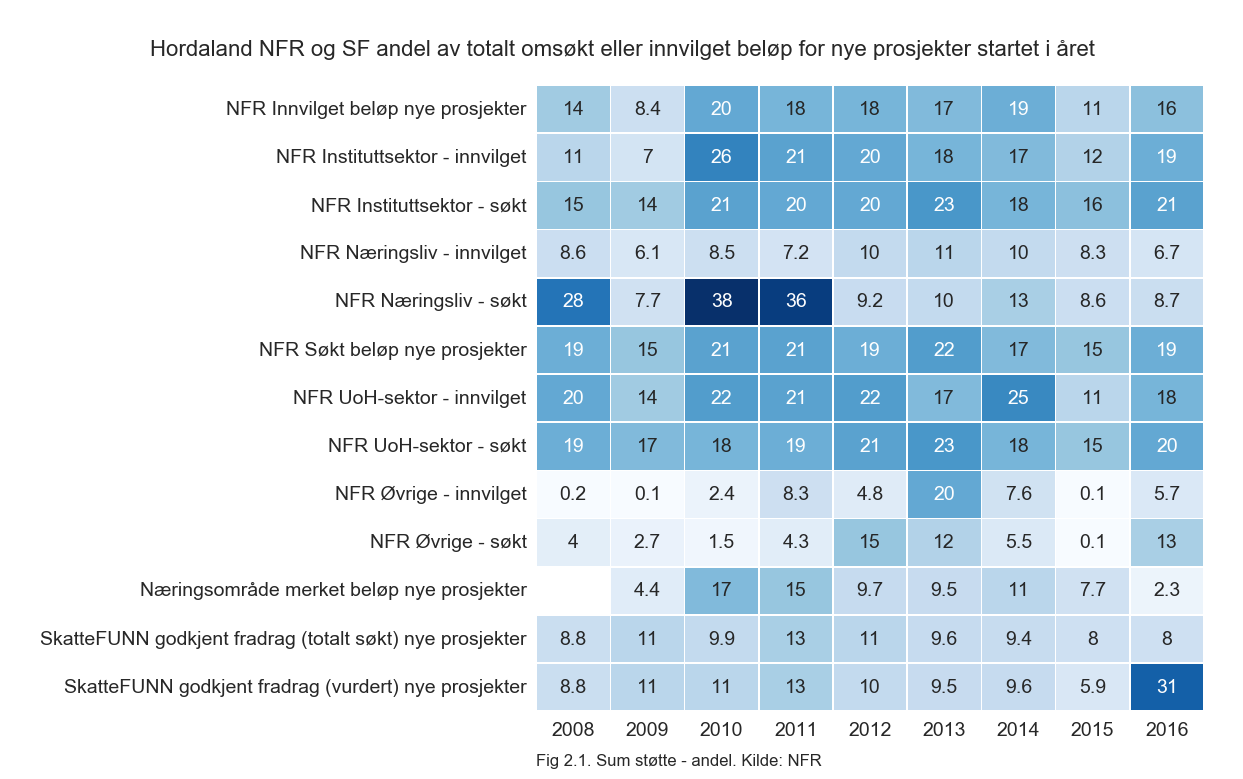 Hordaland NFR og SF andel av totalt omsøkt eller innvilget beløp for nye prosjekter startet i året
NFR Innvilget beløp nye prosjekter 14 8.4 20 18 18 17 19 11 16
NFR Instituttsektor - innvilget 11 7 26 21 20 18 17 12 19
NFR Instituttsektor - søkt 15 14 21 20 20 23 18 16 21
NFR Næringsliv - innvilget 8.6 6.1 8.5 7.2 10 11 10 8.3 6.7
NFR Næringsliv - søkt 28 7.7 38 36 9.2 10 13 8.6 8.7
NFR Søkt beløp nye prosjekter 19 15 21 21 19 22 17 15 19
NFR UoH-sektor - innvilget 20 14 22 21 22 17 25 11 18
NFR UoH-sektor - søkt 19 17 18 19 21 23 18 15 20
NFR Øvrige - innvilget 0.2 0.1 2.4 8.3 4.8 20 7.6 0.1 5.7
NFR Øvrige - søkt 4 2.7 1.5 4.3 15 12 5.5 0.1 13
Næringsområde merket beløp nye prosjekter 4.4 17 15 9.7 9.5 11 7.7 2.3
SkatteFUNN godkjent fradrag (totalt søkt) nye prosjekter 8.8 11 9.9 13 11 9.6 9.4 8 8
SkatteFUNN godkjent fradrag (vurdert) nye prosjekter 8.8 11 11 13 10 9.5 9.6 5.9 31
2008 2009 2010 2011 2012 2013 2014 2015 2016
Fig 2.1. Sum støtte - andel. Kilde: NFR